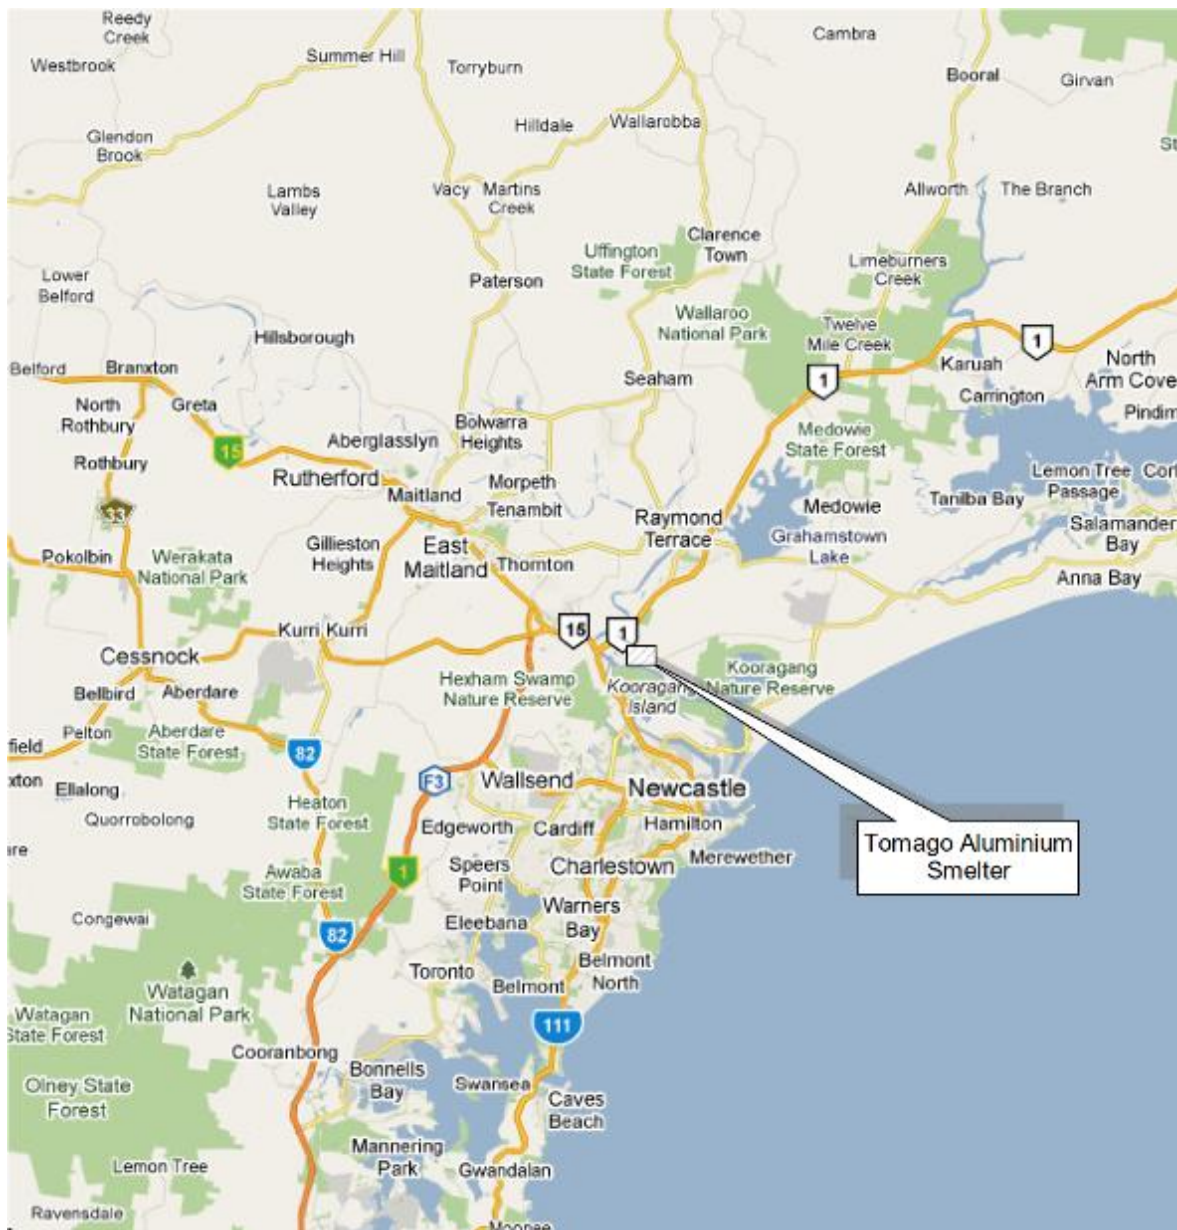 Reedy
Creek
Cambra
Westbrook
Summer Hill
Torryburn
Booral
Girvan
Hilldale
Wallarobba
Glendon
Brook
St
Lambs
Valley
Vacy
Martins
Creek
Allworth
The Branch
Clarence
Town
Uffington
State Forest
Limeburners
Creek
Lower
Belford
Paterson
Wallaroo
National Park
Twelve
Mile Creek
Hillsborough
1
Belford
Branxton
Seaham
1
Karuah
North
Arm Cove
North
Rothbury
Greta
Carrington
Pindim
Bolwarra
Heights
Medowie
State Forest
Aberglasslyn
15
Rothbury
Rutherford
Maitland
Morpeth
Tenambit
Lemon Tree
Passage
Cort
Tanilba Bay
33
Raymond
Terrace
Medowie
Salamander
Bay
Gillieston
Heights
East
Maitland
Thornton
Grahamstown
Lake
Pokolbin
Werakata
National Park
Anna Bay
Kurri Kurri
15
1
Cessnock
Hexham Swamp
Nature Reserve
Kooragang
Island
Kooragang
Nature Reserve
Bellbird
Aberdare
Pelton
Aberdare
State Forest
field
82
xton
Ellalong
F3
Wallsend
Newcastle
Quorrobolong
Heaton
State Forest
Edgeworth
Cardiff
Hamilton
Tomago Aluminium
Smelter
are
Awaba
State Forest
1
Speers
Point
Charlestown
Merewether
Congewai
82
Eleebana
Warners
Bay
Toronto
Belmont
North
Belmont
Watagan
National Park
Watagan
State Forest
111
Cooranbong
Bonnells
Bay
Swansea
Caves
Beach
Olney State
Forest
Mannering
Park
Lemon Tree
Gwandalan
Ravensdale